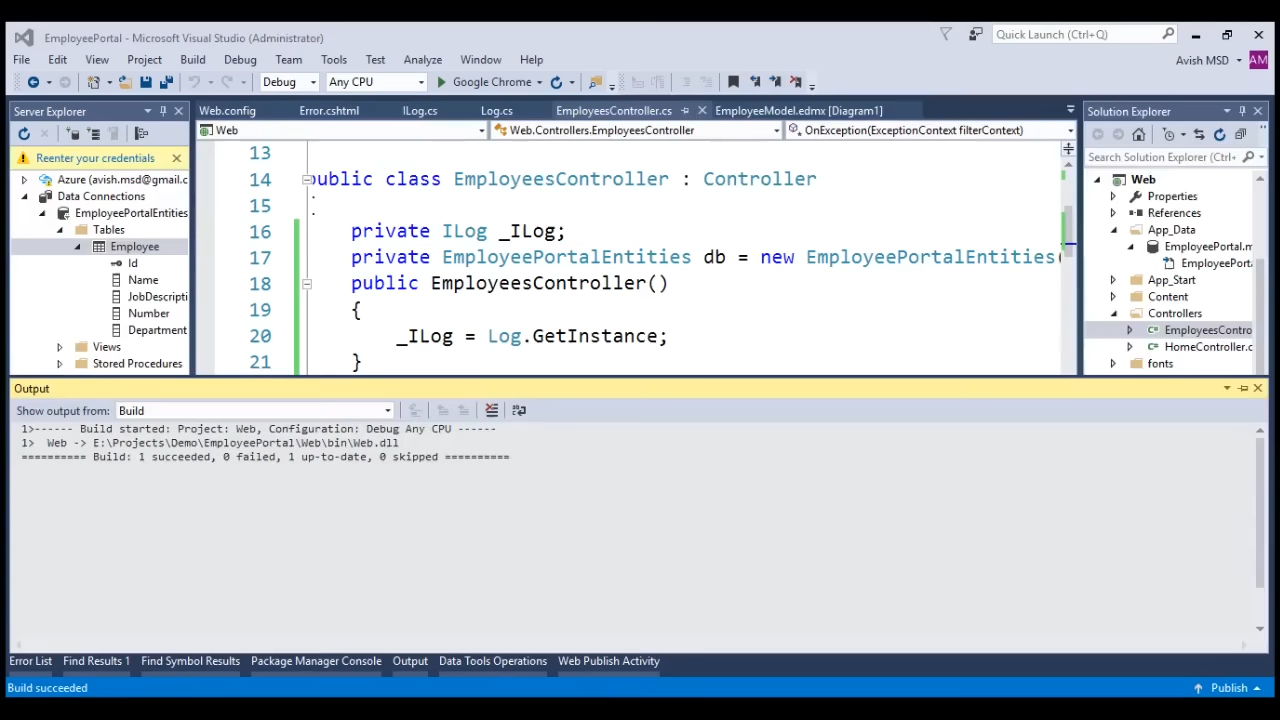 EmployeePortal - Microsoft Visual Studio (Administrator)
Quick Launch (Ctrl+Q)
File Edit View Project Build Debug Team Tools Test Analyze Window Help
Avish MSD AM
Debug Any CPU Google Chrome
Server Explorer
Reenter your credentials
Azure (avish.msd@gmail.c
Data Connections
EmployeePortalEntities
Tables
Employee
Id
Name
JobDescripti
Number
Department
Views
Stored Procedures
Web.config Error.cshtml ILog.cs Log.cs EmployeesController.cs EmployeeModel.edmx [Diagram1]
Web Web.Controllers.EmployeesController OnException(ExceptionContext filterContext)
13
14 public class EmployeesController : Controller
15
16 private ILog _ILog;
17 private EmployeePortalEntities db = new EmployeePortalEntities(
18 public EmployeesController()
19 {
20 _ILog = Log.GetInstance;
21 }
Solution Explorer
Search Solution Explorer (Ctrl+
Web
Properties
References
App_Data
EmployeePortal.m
EmployeePorta
App_Start
Content
Controllers
EmployeesContro
HomeController.c
fonts
Output
Show output from: Build
1>------ Build started: Project: Web, Configuration: Debug Any CPU ------
1> Web -> E:\Projects\Demo\EmployeePortal\Web\bin\Web.dll
========== Build: 1 succeeded, 0 failed, 1 up-to-date, 0 skipped ==========
Error List Find Results 1 Find Symbol Results Package Manager Console Output Data Tools Operations Web Publish Activity
Build succeeded
Publish